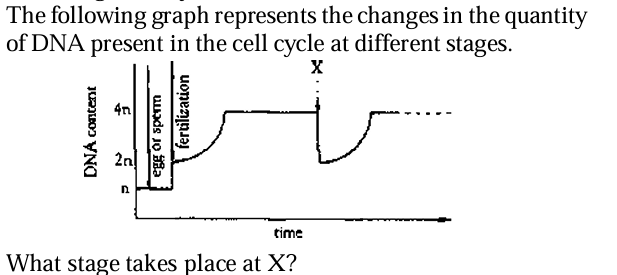 The following graph represents the changes in the quantity
of DNA present in the cell cycle at different stages.
X
DNA content
4n
2n
n
egg or sperm
fertilization
time
What stage takes place at X?